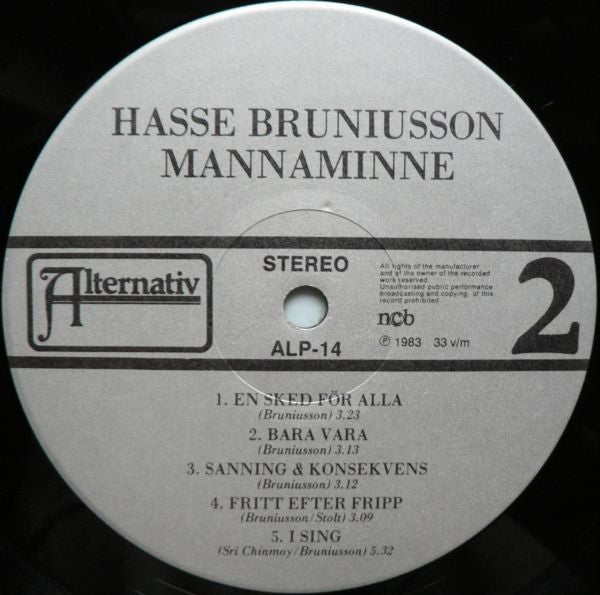 HASSE BRUNIUSSON
MANNAMINNE
Alternativ
STEREO
ALP-14
All rights of the manufacturer
and of the owner of the recorded
work reserved.
Unauthorised public performance
broadcasting and copying of this
record prohibited.
ncb
Ⓟ 1983 33 v/m
2
1. EN SKED FÖR ALLA
(Bruniusson) 3.23
2. BARA VARA
(Bruniusson) 3.13
3. SANNING & KONSEKVENS
(Bruniusson) 3.12
4. FRITT EFTER FRIPP
(Bruniusson/Stolt) 3.09
5. I SING
(Sri Chinmoy/Bruniusson) 5.32